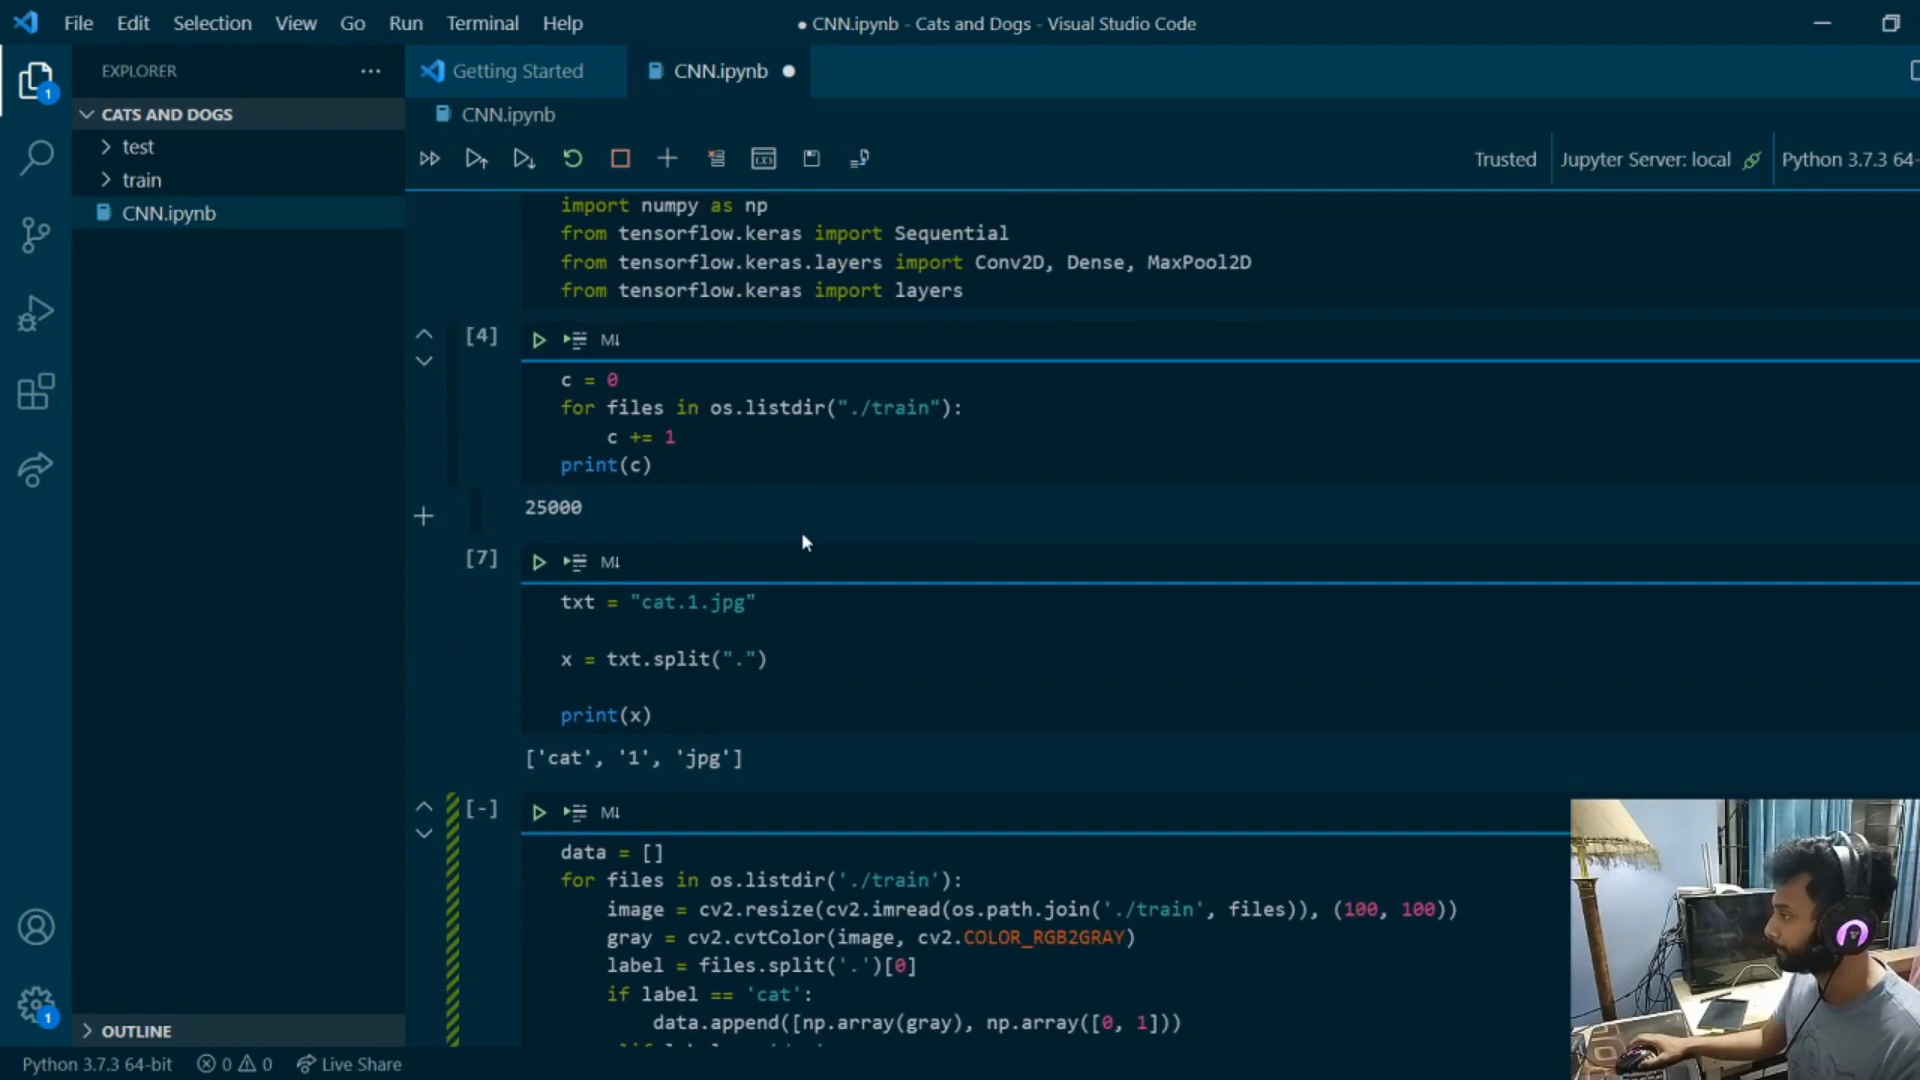 File Edit Selection View Go Run Terminal Help
● CNN.ipynb - Cats and Dogs - Visual Studio Code
EXPLORER
Getting Started
CNN.ipynb
1
CATS AND DOGS
CNN.ipynb
test
train
CNN.ipynb
Trusted
Jupyter Server: local
Python 3.7.3 64-
import numpy as np
from tensorflow.keras import Sequential
from tensorflow.keras.layers import Conv2D, Dense, MaxPool2D
from tensorflow.keras import layers
[4]
M↓
c = 0
for files in os.listdir("./train"):
c += 1
print(c)
25000
[7]
M↓
txt = "cat.1.jpg"
x = txt.split(".")
print(x)
['cat', '1', 'jpg']
[-]
M↓
data = []
for files in os.listdir('./train'):
image = cv2.resize(cv2.imread(os.path.join('./train', files)), (100, 100))
gray = cv2.cvtColor(image, cv2.COLOR_RGB2GRAY)
label = files.split('.')[0]
if label == 'cat':
data.append([np.array(gray), np.array([0, 1])])
1
OUTLINE
Python 3.7.3 64-bit
0
0
Live Share